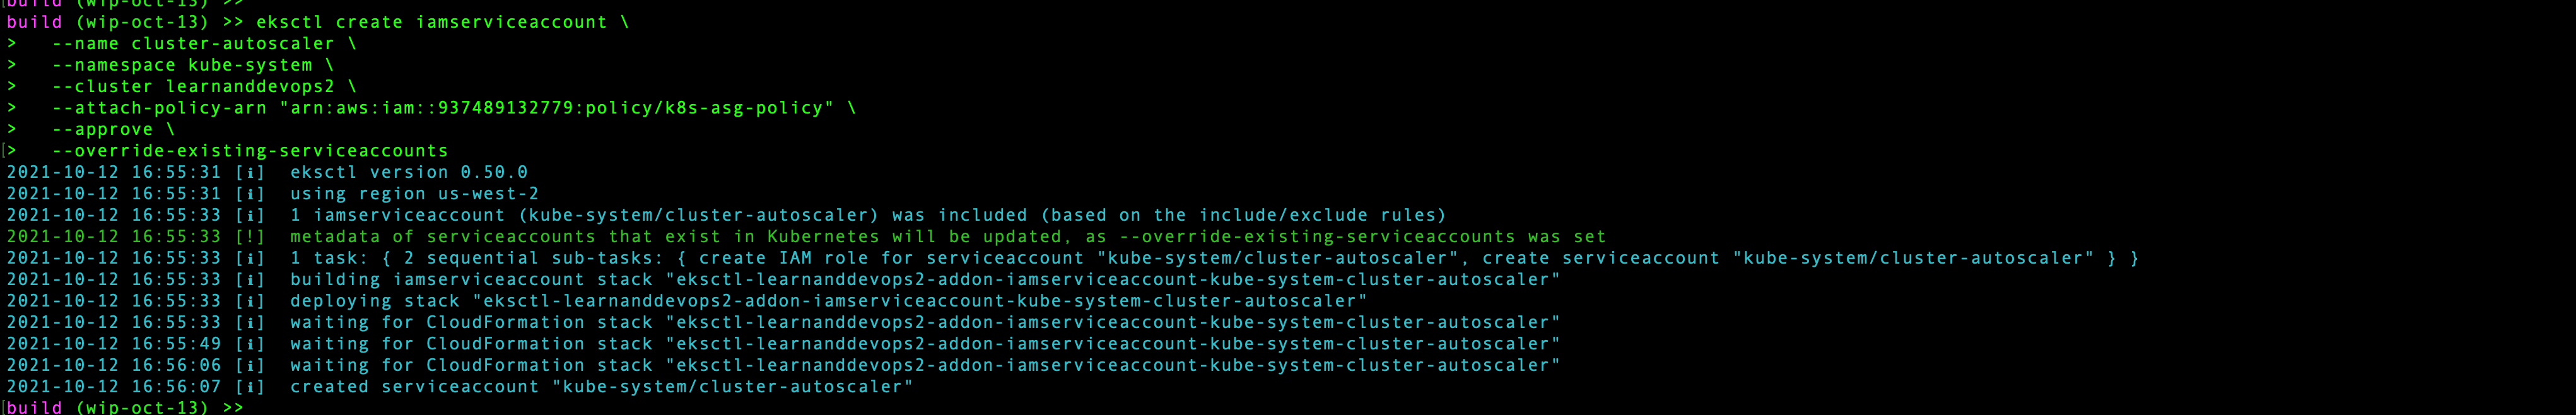 build (wip-oct-13) >>
build (wip-oct-13) >> eksctl create iamserviceaccount \
>   --name cluster-autoscaler \
>   --namespace kube-system \
>   --cluster learnanddevops2 \
>   --attach-policy-arn "arn:aws:iam::937489132779:policy/k8s-asg-policy" \
>   --approve \
[>   --override-existing-serviceaccounts
2021-10-12 16:55:31 [ℹ]  eksctl version 0.50.0
2021-10-12 16:55:31 [ℹ]  using region us-west-2
2021-10-12 16:55:33 [ℹ]  1 iamserviceaccount (kube-system/cluster-autoscaler) was included (based on the include/exclude rules)
2021-10-12 16:55:33 [!]  metadata of serviceaccounts that exist in Kubernetes will be updated, as --override-existing-serviceaccounts was set
2021-10-12 16:55:33 [ℹ]  1 task: { 2 sequential sub-tasks: { create IAM role for serviceaccount "kube-system/cluster-autoscaler", create serviceaccount "kube-system/cluster-autoscaler" } }
2021-10-12 16:55:33 [ℹ]  building iamserviceaccount stack "eksctl-learnanddevops2-addon-iamserviceaccount-kube-system-cluster-autoscaler"
2021-10-12 16:55:33 [ℹ]  deploying stack "eksctl-learnanddevops2-addon-iamserviceaccount-kube-system-cluster-autoscaler"
2021-10-12 16:55:33 [ℹ]  waiting for CloudFormation stack "eksctl-learnanddevops2-addon-iamserviceaccount-kube-system-cluster-autoscaler"
2021-10-12 16:55:49 [ℹ]  waiting for CloudFormation stack "eksctl-learnanddevops2-addon-iamserviceaccount-kube-system-cluster-autoscaler"
2021-10-12 16:56:06 [ℹ]  waiting for CloudFormation stack "eksctl-learnanddevops2-addon-iamserviceaccount-kube-system-cluster-autoscaler"
2021-10-12 16:56:07 [ℹ]  created serviceaccount "kube-system/cluster-autoscaler"
[build (wip-oct-13) >>